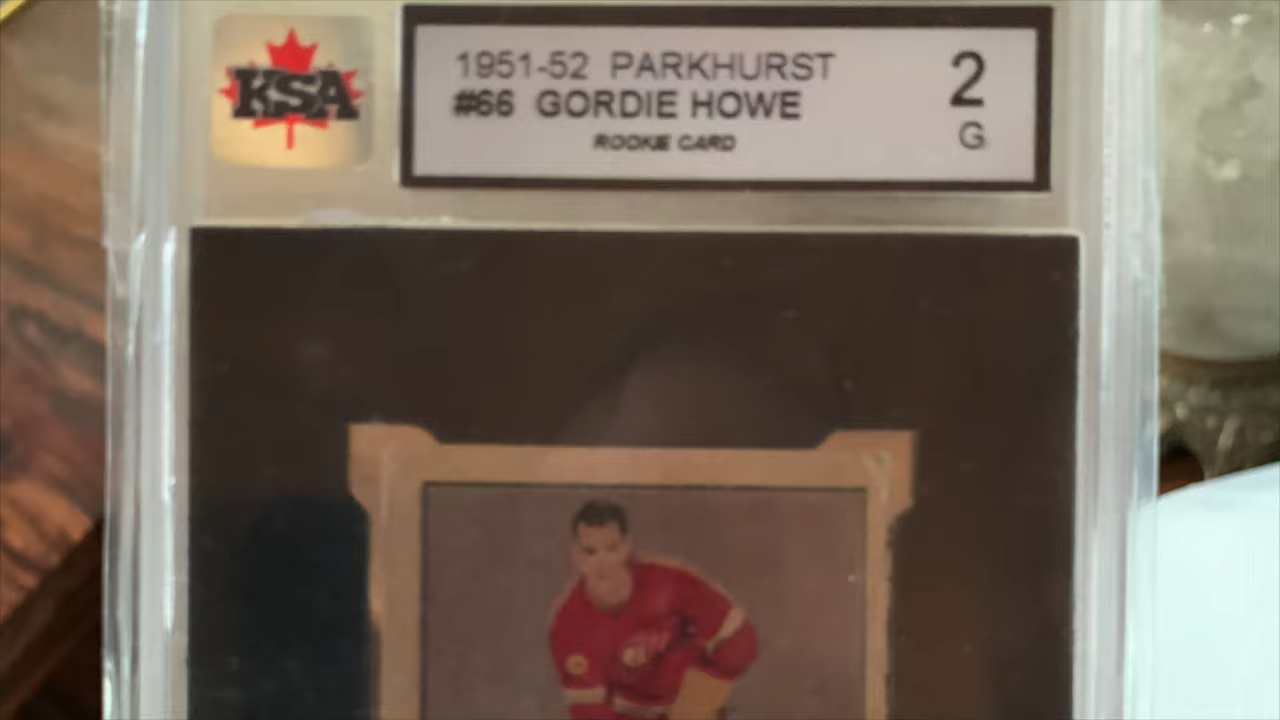 KSA
1951-52 PARKHURST
#66 GORDIE HOWE
ROOKIE CARD
2
G